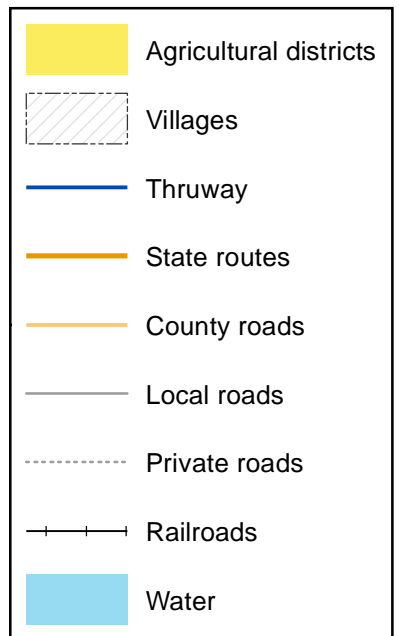 Agricultural districts
Villages
Thruway
State routes
County roads
Local roads
Private roads
Railroads
Water